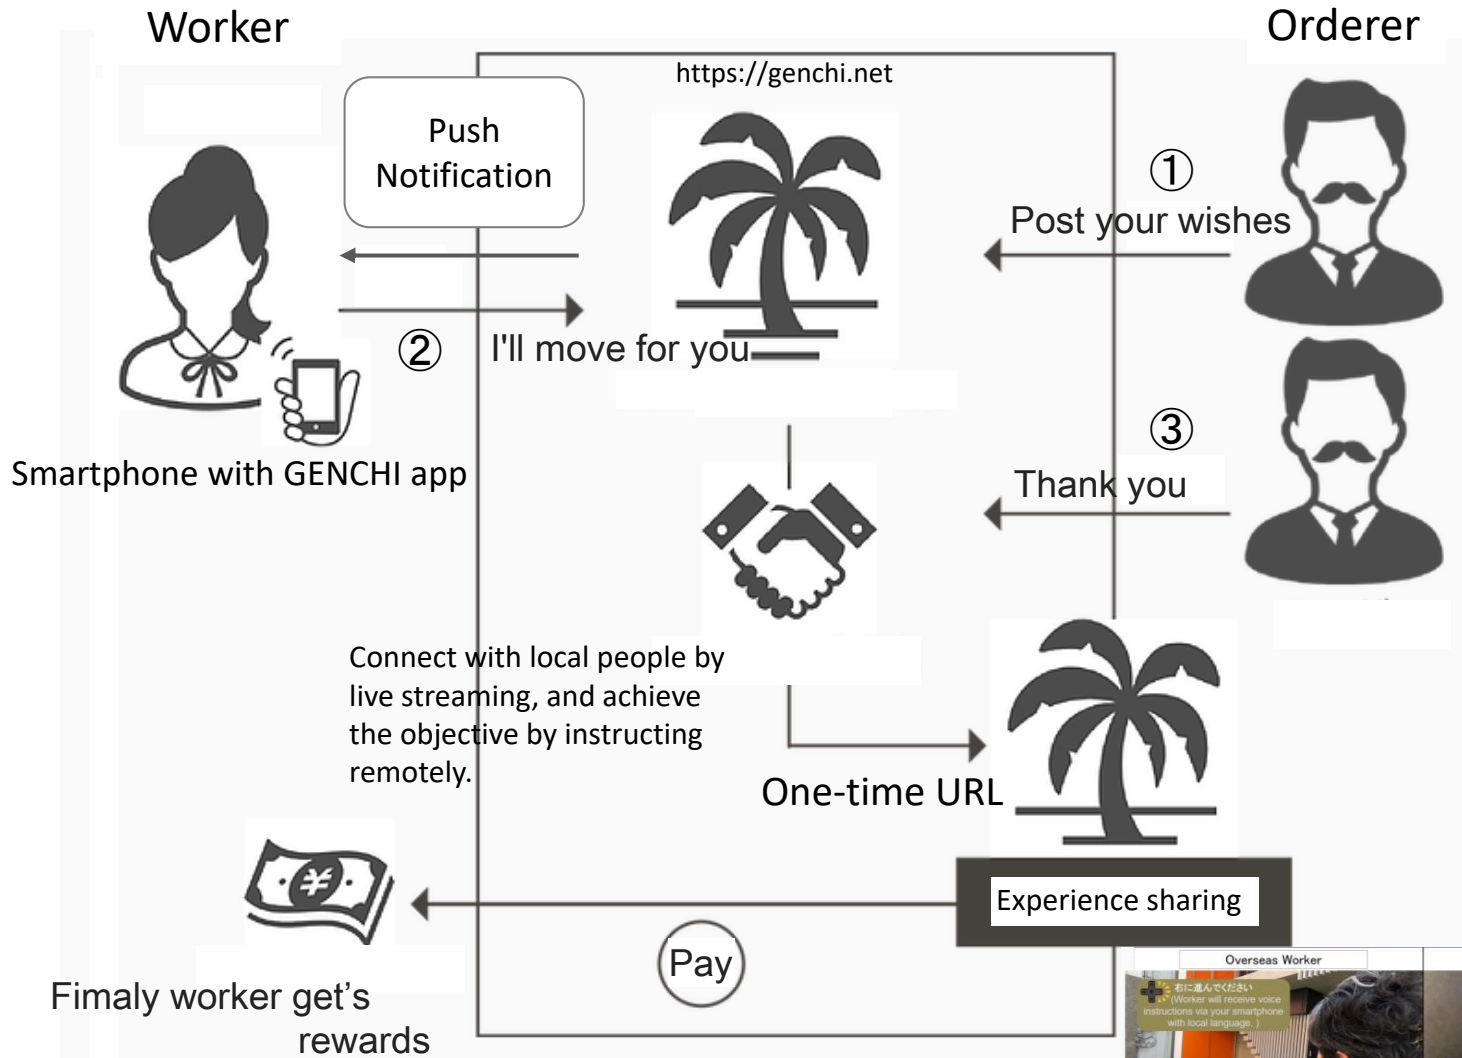 Worker
Orderer
https://genchi.net
Push
Notification
①
Post your wishes
②
I'll move for you
Smartphone with GENCHI app
③
Thank you
Connect with local people by
live streaming, and achieve
the objective by instructing
remotely.
One-time URL
¥
Experience sharing
Pay
Fimaly worker get's
rewards
Overseas Worker
右に進んでください
(Worker will receive voice
instructions via your smartphone
with local language. )